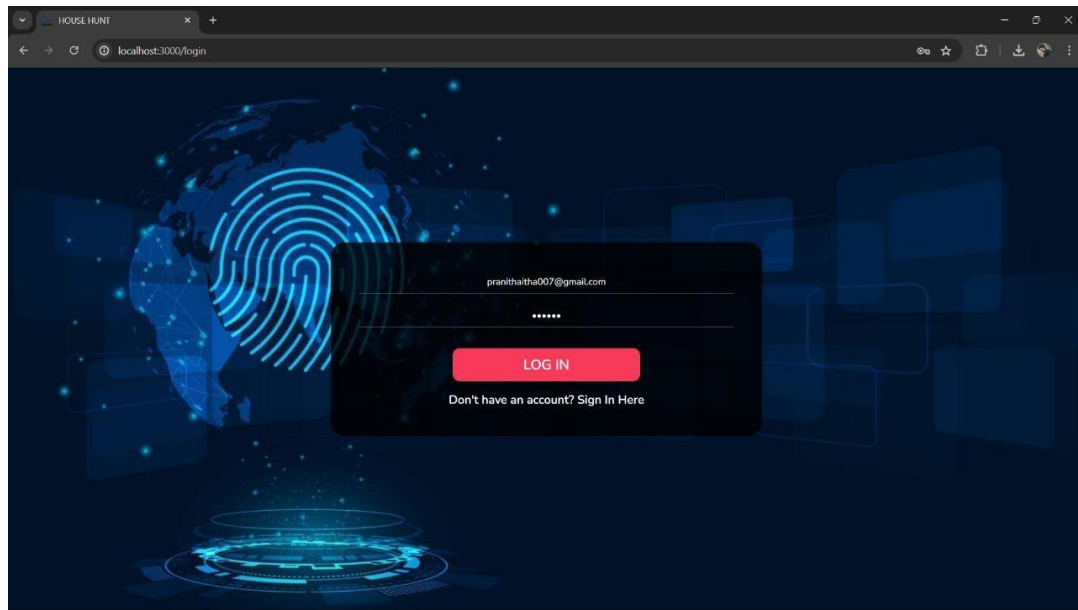 HOUSE HUNT
localhost:3000/login
pranithaitha007@gmail.com
••••••
LOG IN
Don't have an account? Sign In Here